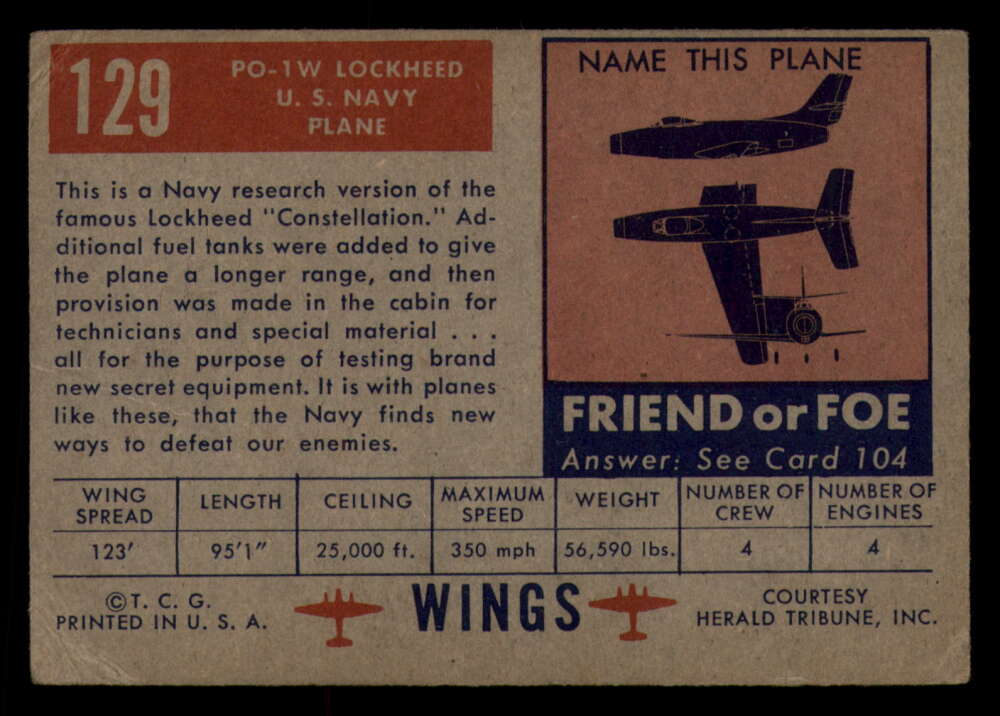 129
PO-1W LOCKHEED
U. S. NAVY
PLANE
This is a Navy research version of the
famous Lockheed "Constellation." Ad-
ditional fuel tanks were added to give
the plane a longer range, and then
provision was made in the cabin for
technicians and special material . . .
all for the purpose of testing brand
new secret equipment. It is with planes
like these, that the Navy finds new
ways to defeat our enemies.
NAME THIS PLANE
FRIEND or FOE
Answer: See Card 104
WING SPREAD LENGTH CEILING MAXIMUM SPEED WEIGHT NUMBER OF CREW NUMBER OF ENGINES
123' 95'1" 25,000 ft. 350 mph 56,590 lbs. 4 4
©T. C. G.
PRINTED IN U. S. A.
WINGS
COURTESY
HERALD TRIBUNE, INC.